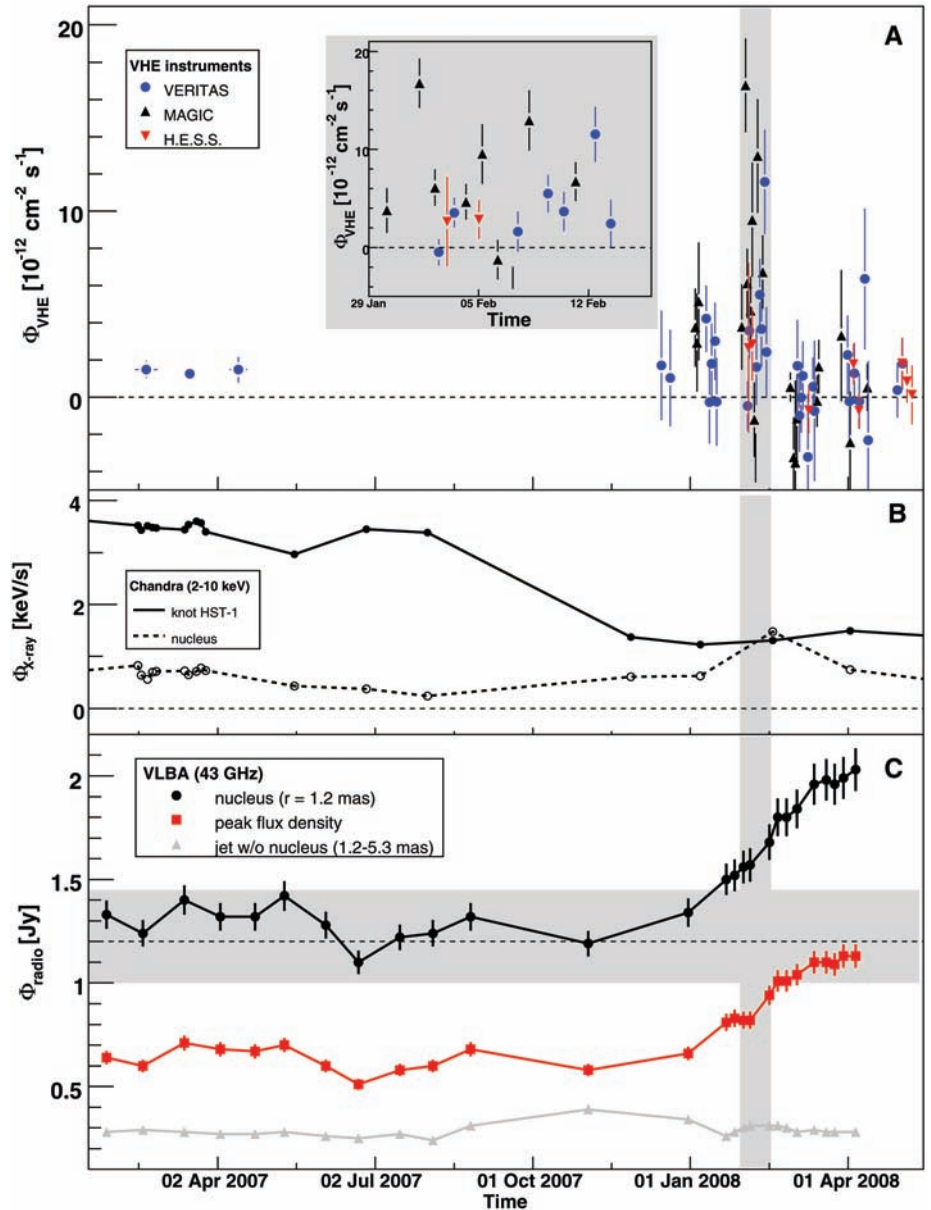 A
VHE instruments
VERITAS
MAGIC
H.E.S.S.
Φ_VHE [10⁻¹² cm⁻² s⁻¹]
20
10
0
Φ_VHE [10⁻¹² cm⁻² s⁻¹]
20
10
0
29 Jan 05 Feb 12 Feb
Time
B
Chandra (2-10 keV)
knot HST-1
nucleus
Φ_X-ray [keV/s]
4
2
0
C
VLBA (43 GHz)
nucleus (r = 1.2 mas)
peak flux density
jet w/o nucleus (1.2-5.3 mas)
Φ_radio [Jy]
2
1.5
1
0.5
02 Apr 2007 02 Jul 2007 01 Oct 2007 01 Jan 2008 01 Apr 2008
Time